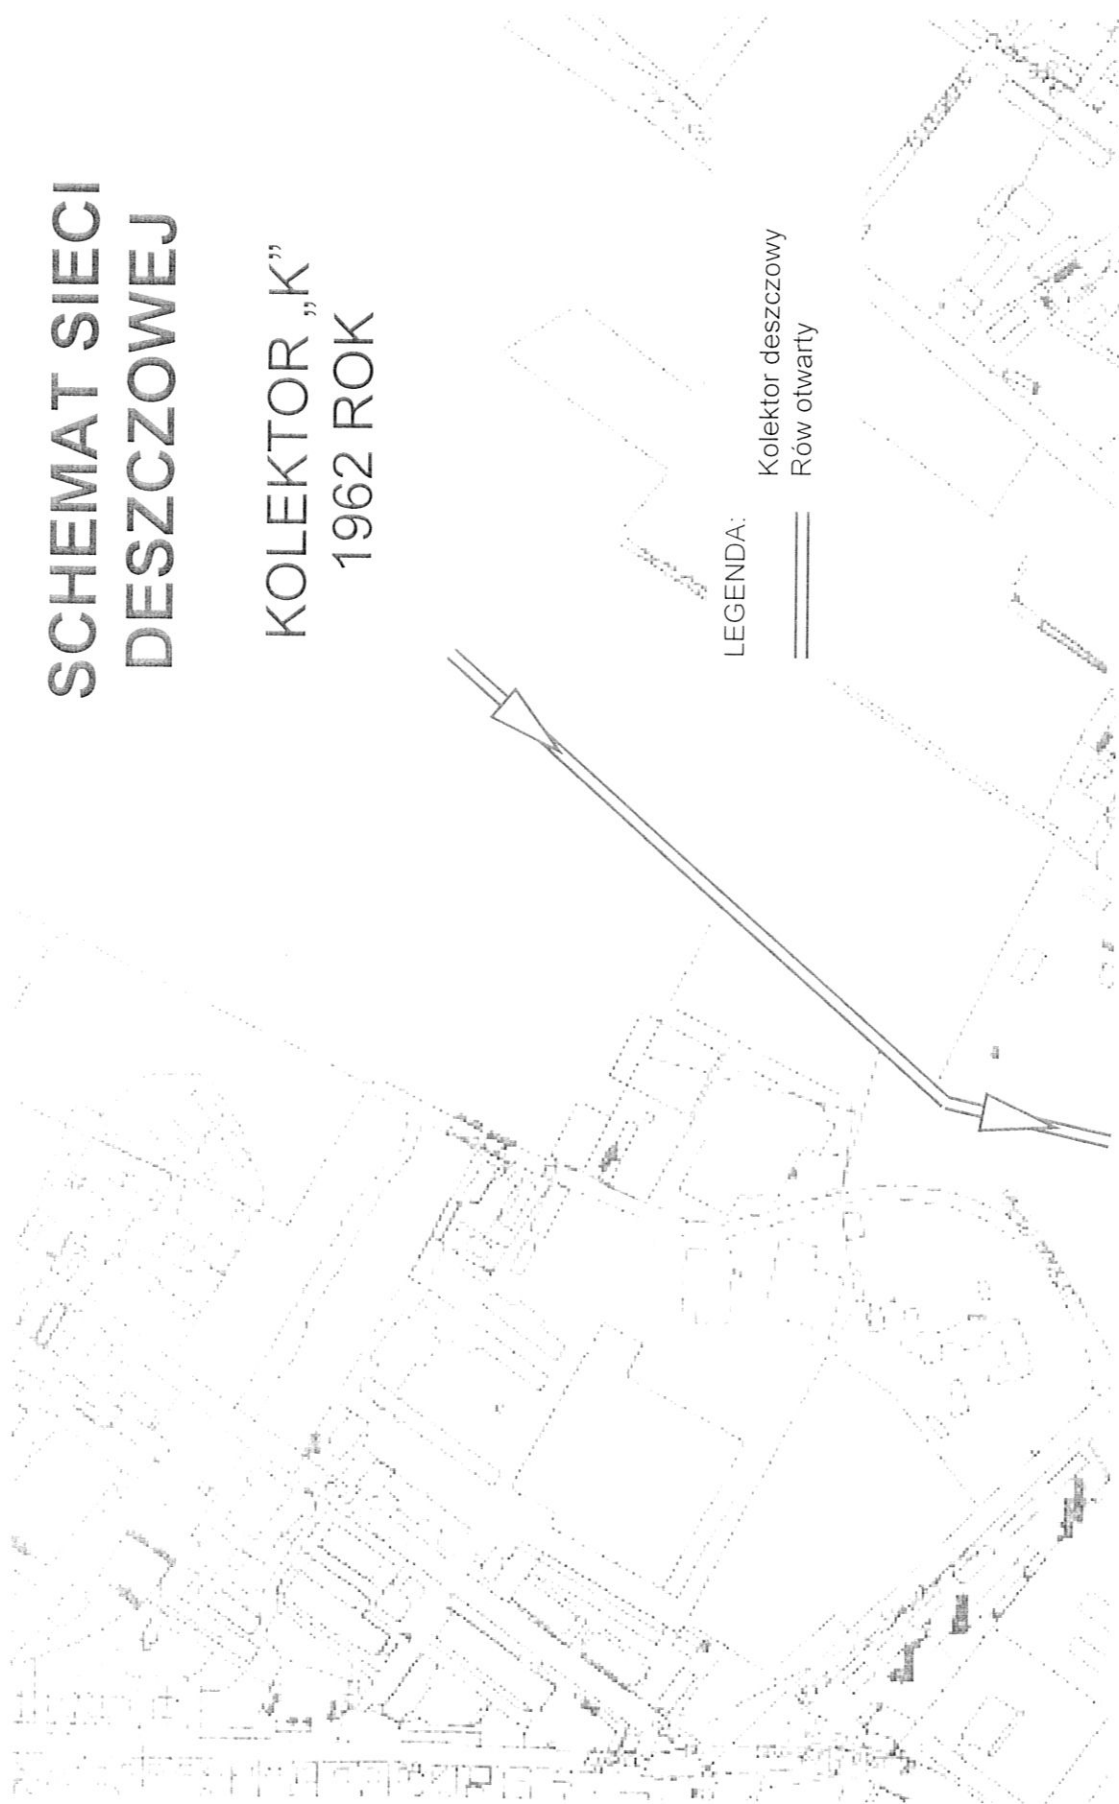 SCHEMAT SIECI
DESZCZOWEJ
KOLEKTOR „K”
1962 ROK
LEGENDA:
Kolektor deszczowy
Rów otwarty